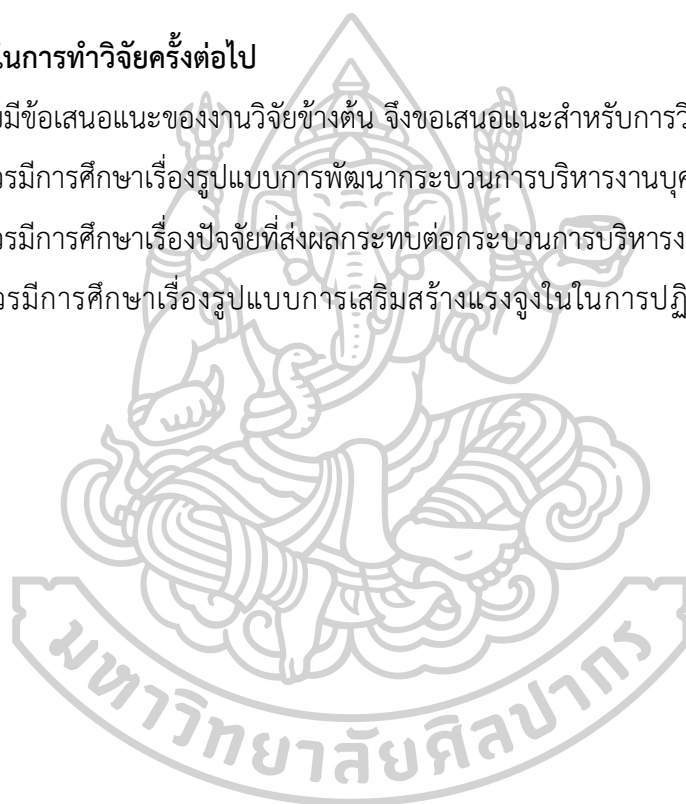 ในการทำวิจัยครั้งต่อไป
มีข้อเสนอแนะของงานวิจัยข้างต้น จึงขอเสนอแนะสำหรับการวิ
มีการศึกษาเรื่องรูปแบบการพัฒนากระบวนการบริหารงานบุค
มีการศึกษาเรื่องปัจจัยที่ส่งผลกระทบต่อกระบวนการบริหารง
มีการศึกษาเรื่องรูปแบบการเสริมสร้างแรงจูงในในการปฏิ
มหาวิทยาลัยศิลปากร